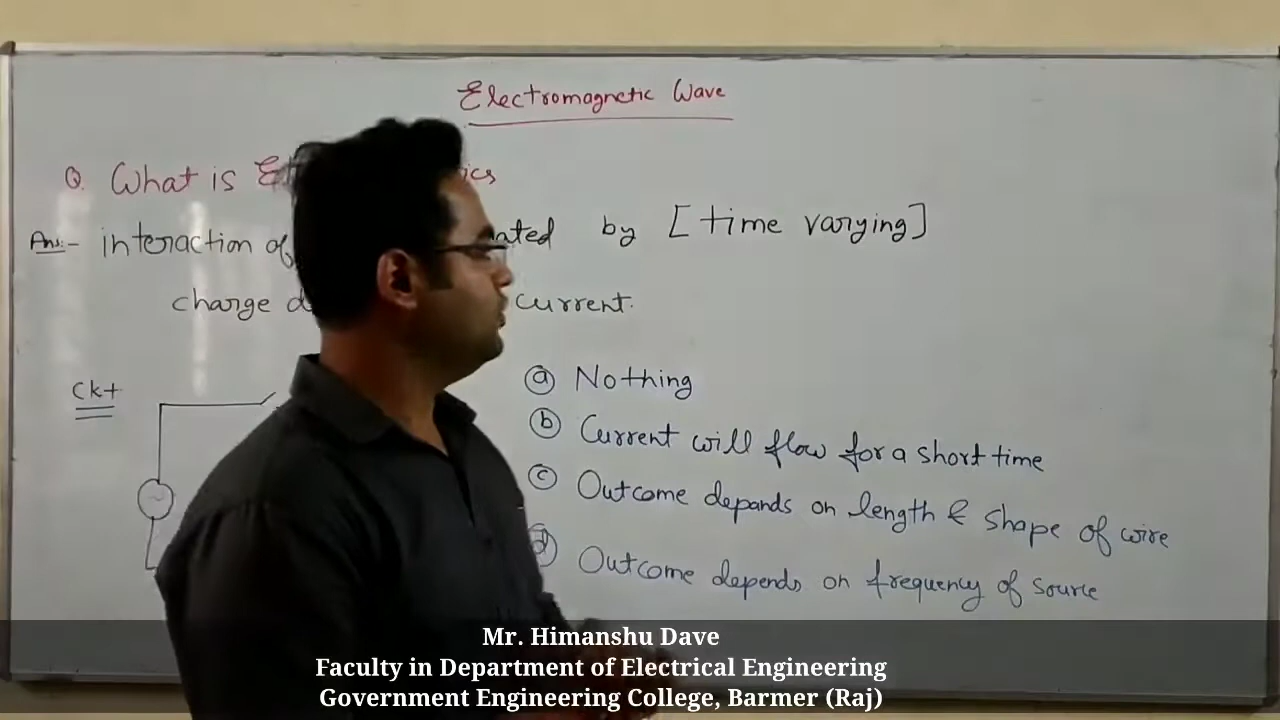 Electromagnetic Wave
Q. What is ics
Ans:- interaction of by [time varying]
charge current.
Ckt
ⓐ Nothing
ⓑ Current will flow for a short time
ⓒ Outcome depands on length & shape of wire
ⓓ Outcome depends on frequency of source
Mr. Himanshu Dave
Faculty in Department of Electrical Engineering
Government Engineering College, Barmer (Raj)